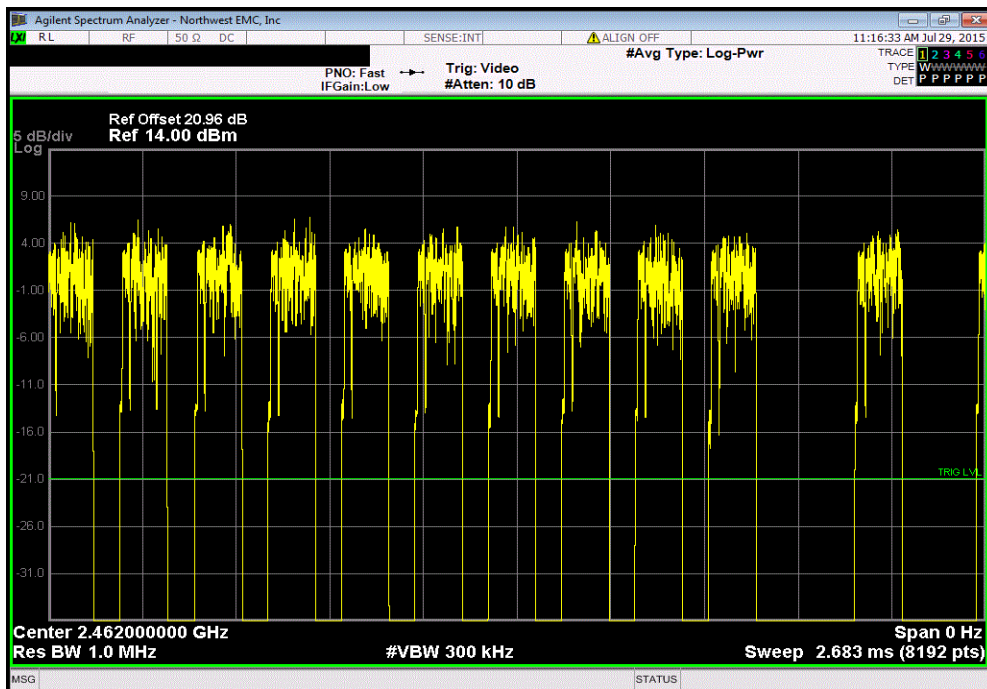 Agilent Spectrum Analyzer - Northwest EMC, Inc
LXI RL RF 50 Ω DC SENSE:INT ALIGN OFF 11:16:33 AM Jul 29, 2015
#Avg Type: Log-Pwr TRACE 1 2 3 4 5 6
PNO: Fast Trig: Video TYPE WWWWWW
IFGain:Low #Atten: 10 dB DET P P P P P P
Ref Offset 20.96 dB
5 dB/div Ref 14.00 dBm
Log
9.00
4.00
-1.00
-6.00
-11.0
-16.0
TRIG LVL
-21.0
-26.0
-31.0
Center 2.462000000 GHz Span 0 Hz
Res BW 1.0 MHz #VBW 300 kHz Sweep 2.683 ms (8192 pts)
MSG STATUS